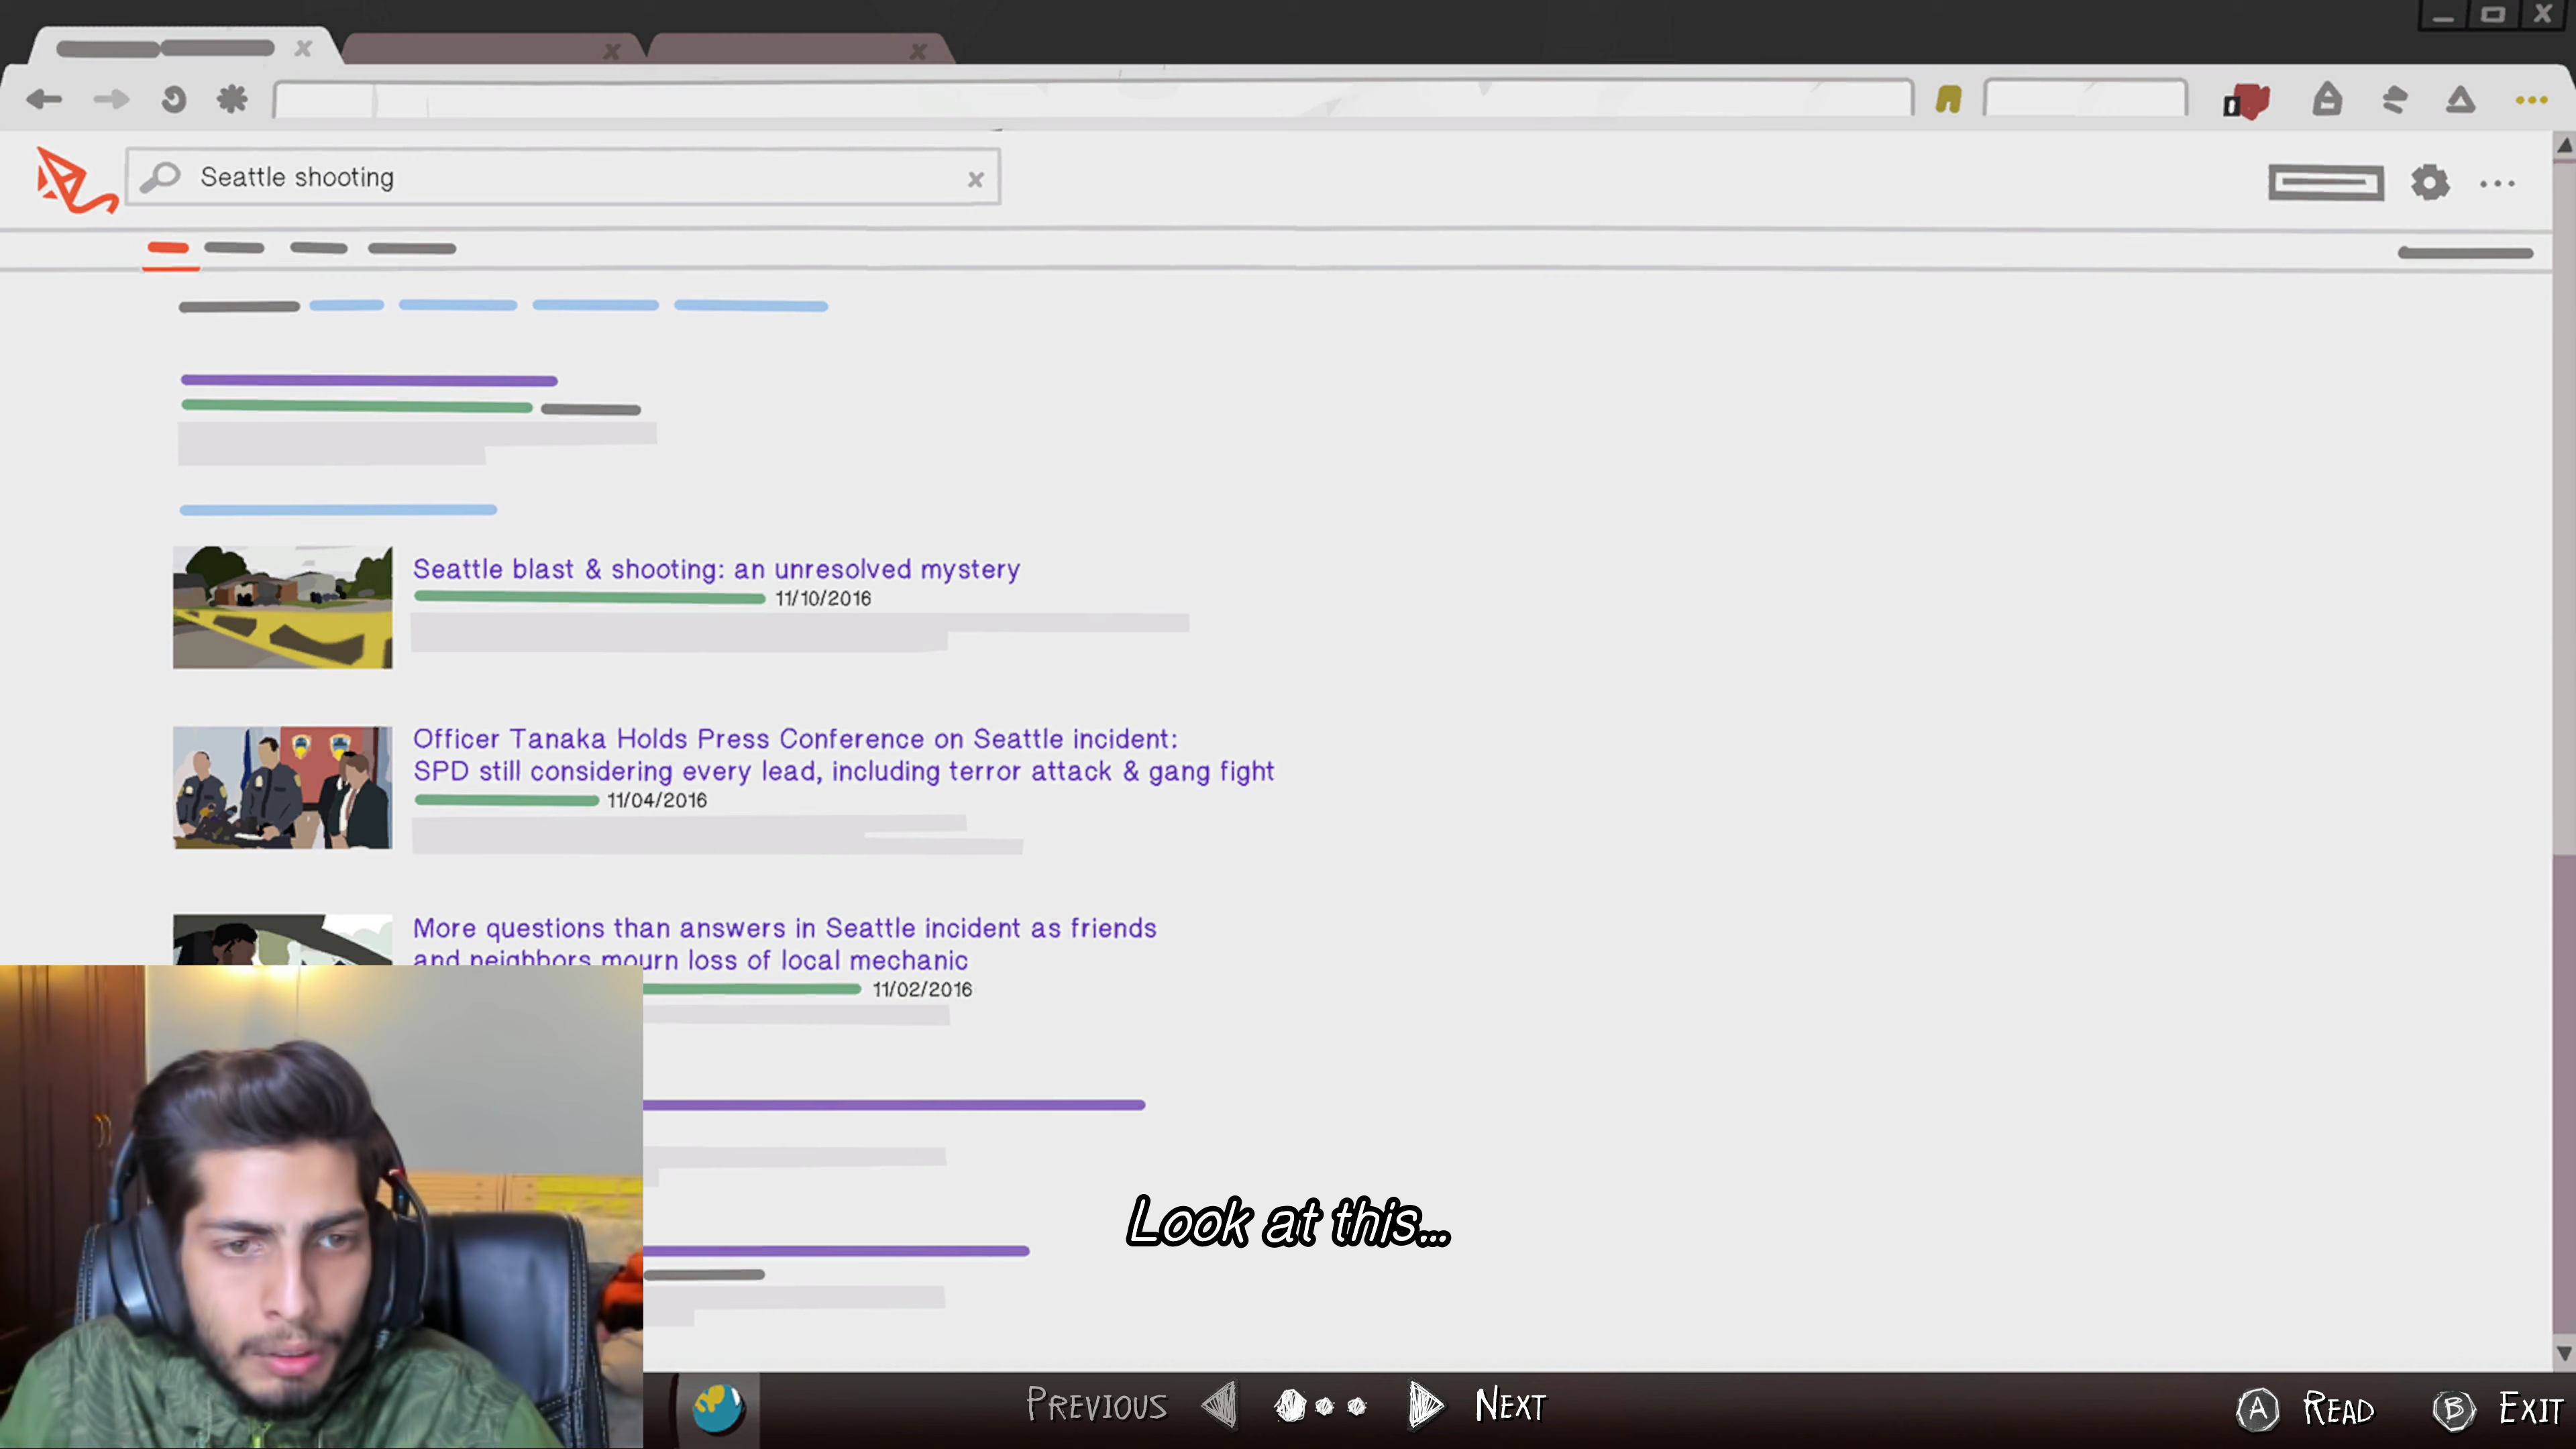 Seattle shooting
Seattle blast & shooting: an unresolved mystery
11/10/2016
Officer Tanaka Holds Press Conference on Seattle incident:
SPD still considering every lead, including terror attack & gang fight
11/04/2016
More questions than answers in Seattle incident as friends
and neighbors mourn loss of local mechanic
11/02/2016
Look at this...
PREVIOUS
NEXT
A READ
B EXIT